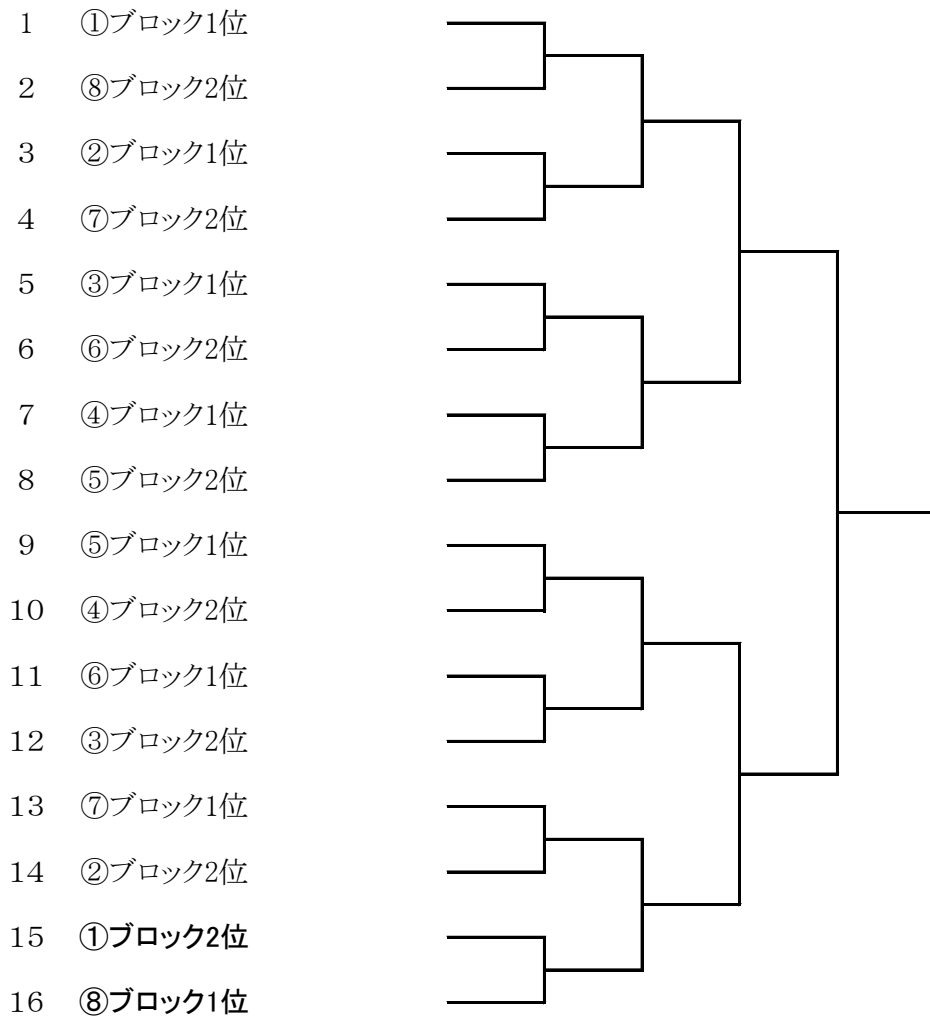 1 ①ブロック1位
2 ⑧ブロック2位
3 ②ブロック1位
4 ⑦ブロック2位
5 ③ブロック1位
6 ⑥ブロック2位
7 ④ブロック1位
8 ⑤ブロック2位
9 ⑤ブロック1位
10 ④ブロック2位
11 ⑥ブロック1位
12 ③ブロック2位
13 ⑦ブロック1位
14 ②ブロック2位
15 ①ブロック2位
16 ⑧ブロック1位